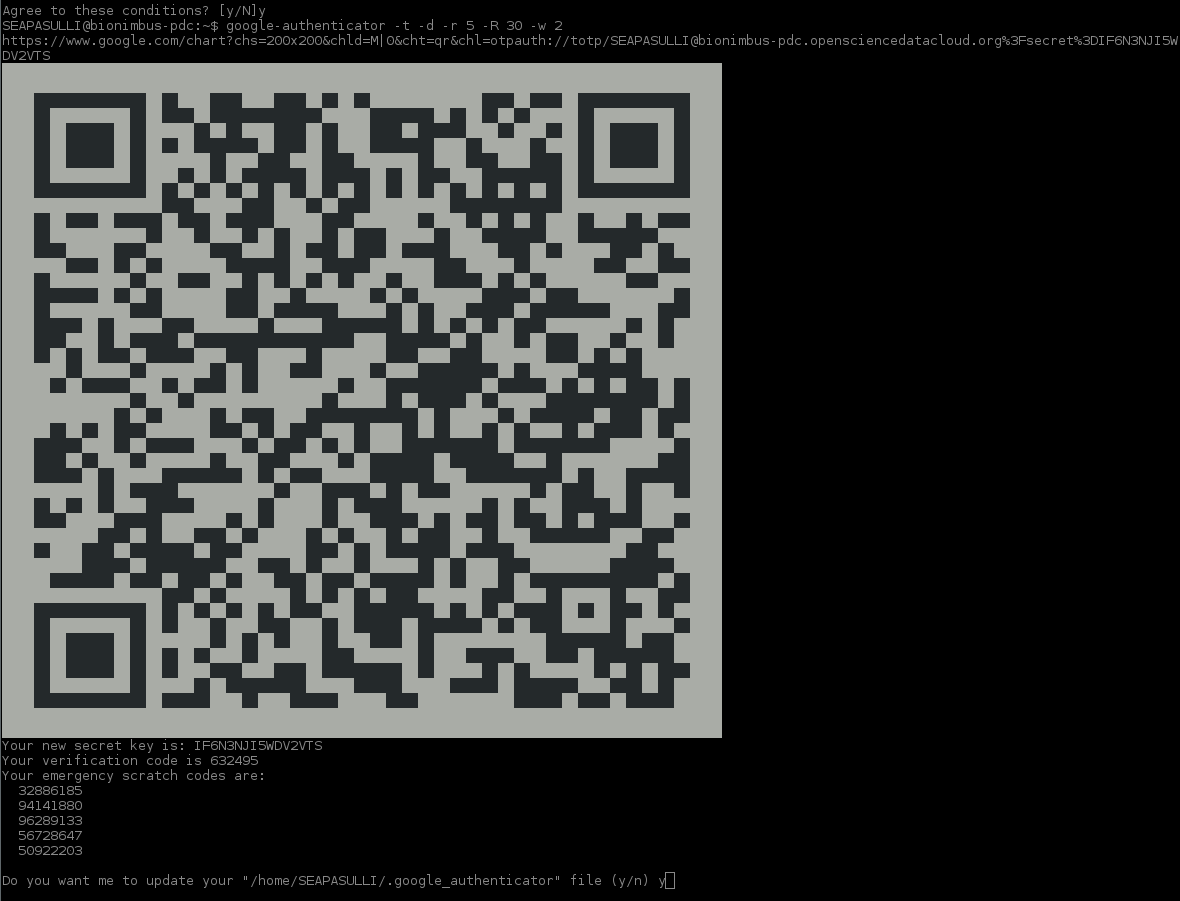 Agree to these conditions? [y/N]y
SEAPASULLI@bionimbus-pdc:~$ google-authenticator -t -d -r 5 -R 30 -w 2
https://www.google.com/chart?chs=200x200&chld=M|0&cht=qr&chl=otpauth://totp/SEAPASULLI@bionimbus-pdc.opensciencedatacloud.org%3Fsecret%3DIF6N3NJI5W
DV2VTS
Your new secret key is: IF6N3NJI5WDV2VTS
Your verification code is 632495
Your emergency scratch codes are:
32886185
94141880
96289133
56728647
50922203
Do you want me to update your "/home/SEAPASULLI/.google_authenticator" file (y/n) y